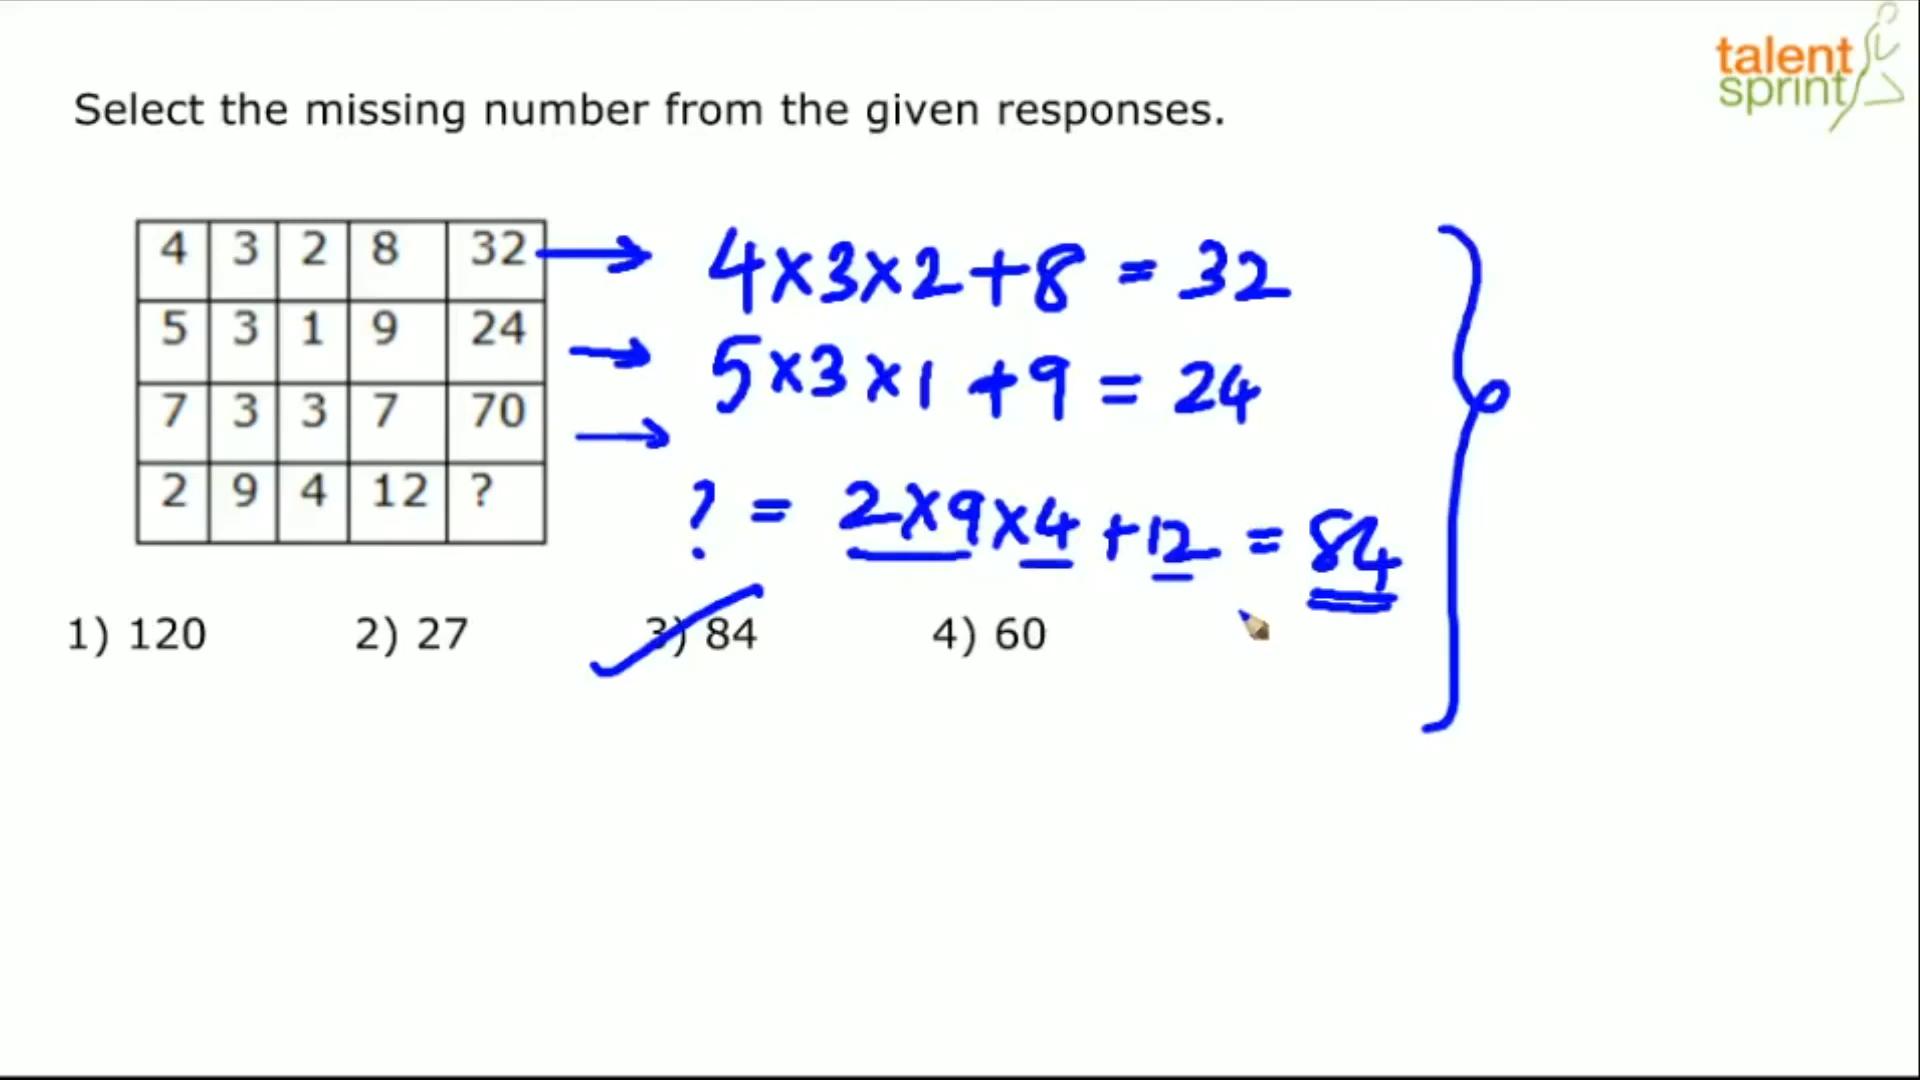 talent
sprint
Select the missing number from the given responses.
4 3 2 8 32
5 3 1 9 24
7 3 3 7 70
2 9 4 12 ?
4×3×2+8 = 32
5×3×1+9 = 24
? = 2×9×4+12 = 84
1) 120 2) 27 3) 84 4) 60